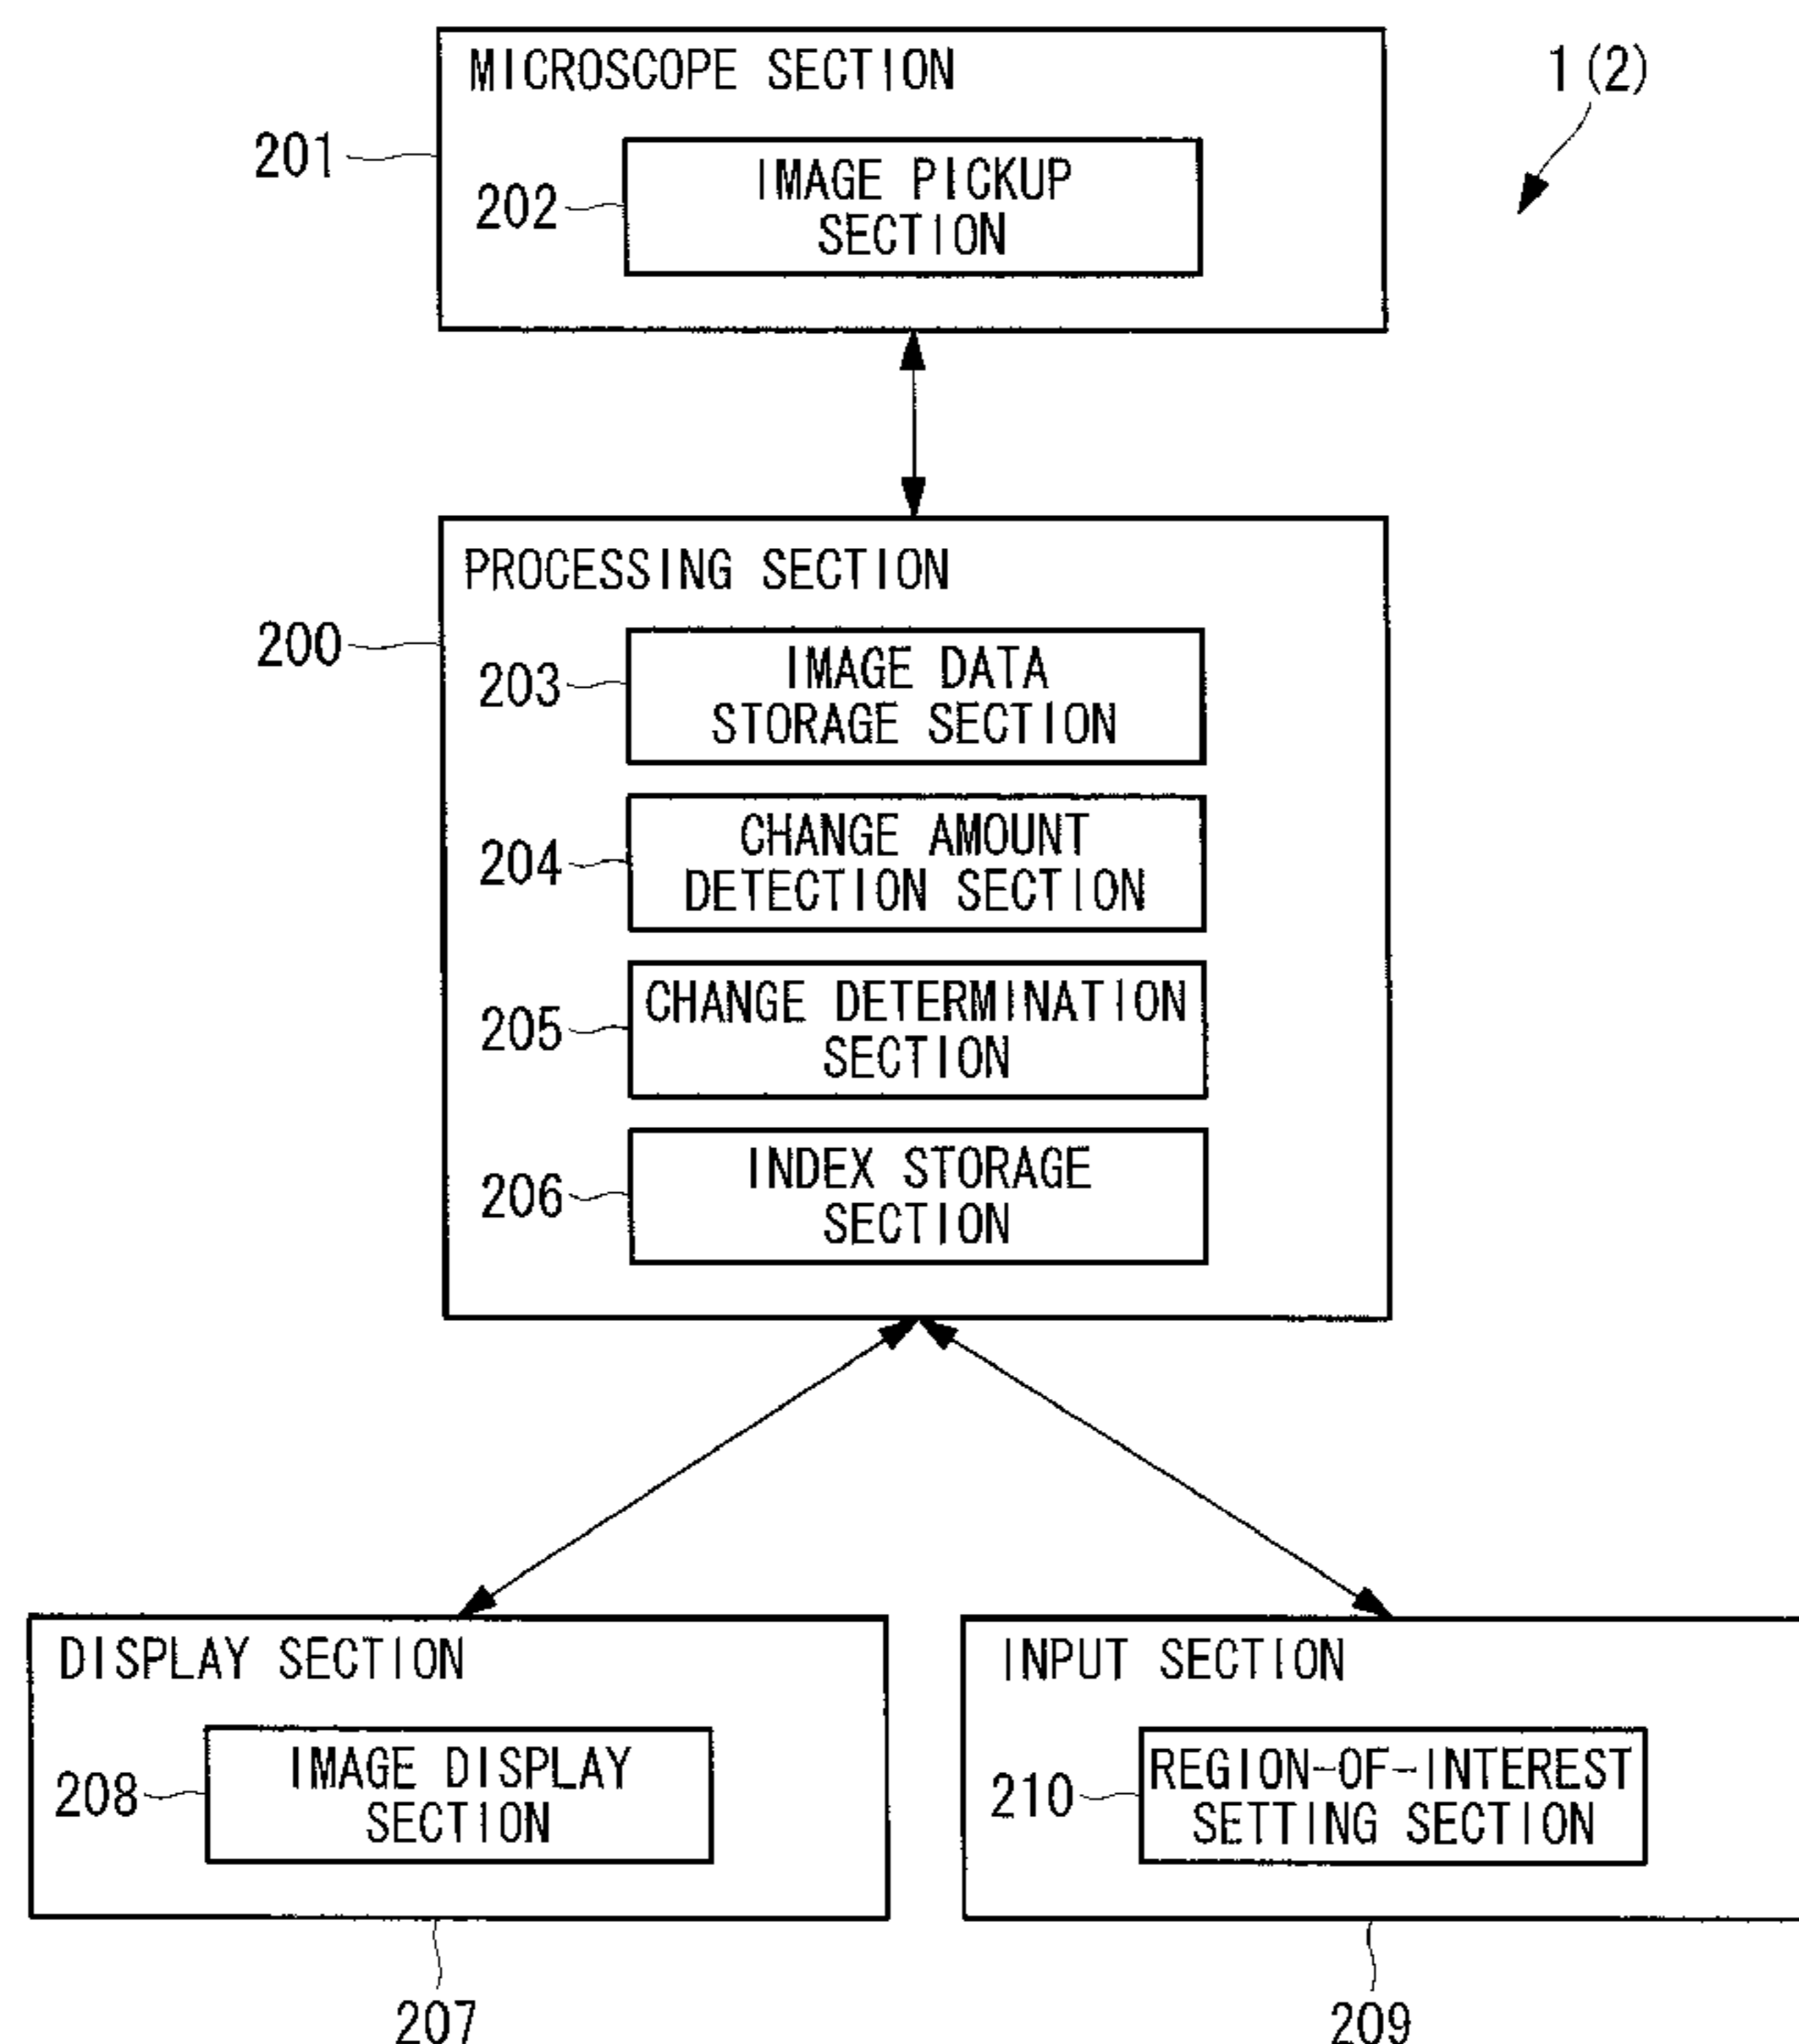 MICROSCOPE SECTION
1(2)
201
202
IMAGE PICKUP
SECTION
PROCESSING SECTION
200
203
IMAGE DATA
STORAGE SECTION
204
CHANGE AMOUNT
DETECTION SECTION
205
CHANGE DETERMINATION
SECTION
206
INDEX STORAGE
SECTION
DISPLAY SECTION
208
IMAGE DISPLAY
SECTION
207
INPUT SECTION
210
REGION-OF-INTEREST
SETTING SECTION
209